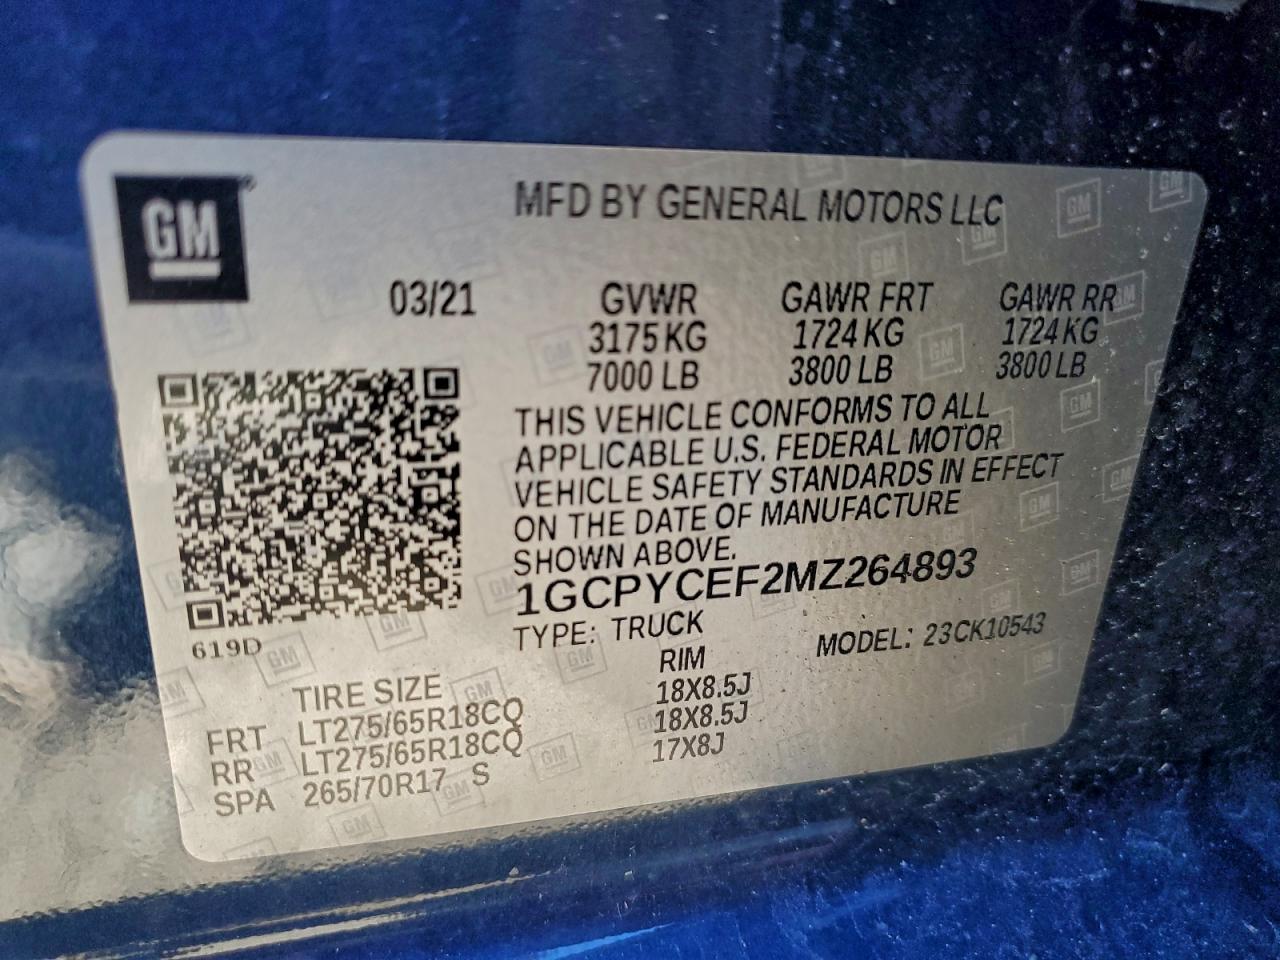 GM
MFD BY GENERAL MOTORS LLC
03/21 GVWR GAWR FRT GAWR RR
3175 KG 1724 KG 1724 KG
7000 LB 3800 LB 3800 LB
THIS VEHICLE CONFORMS TO ALL
APPLICABLE U.S. FEDERAL MOTOR
VEHICLE SAFETY STANDARDS IN EFFECT
ON THE DATE OF MANUFACTURE
SHOWN ABOVE.
1GCPYCEF2MZ264893
619D
TYPE: TRUCK MODEL: 23CK10543
TIRE SIZE RIM
FRT LT275/65R18CQ 18X8.5J
RR LT275/65R18CQ 18X8.5J
SPA 265/70R17 S 17X8J